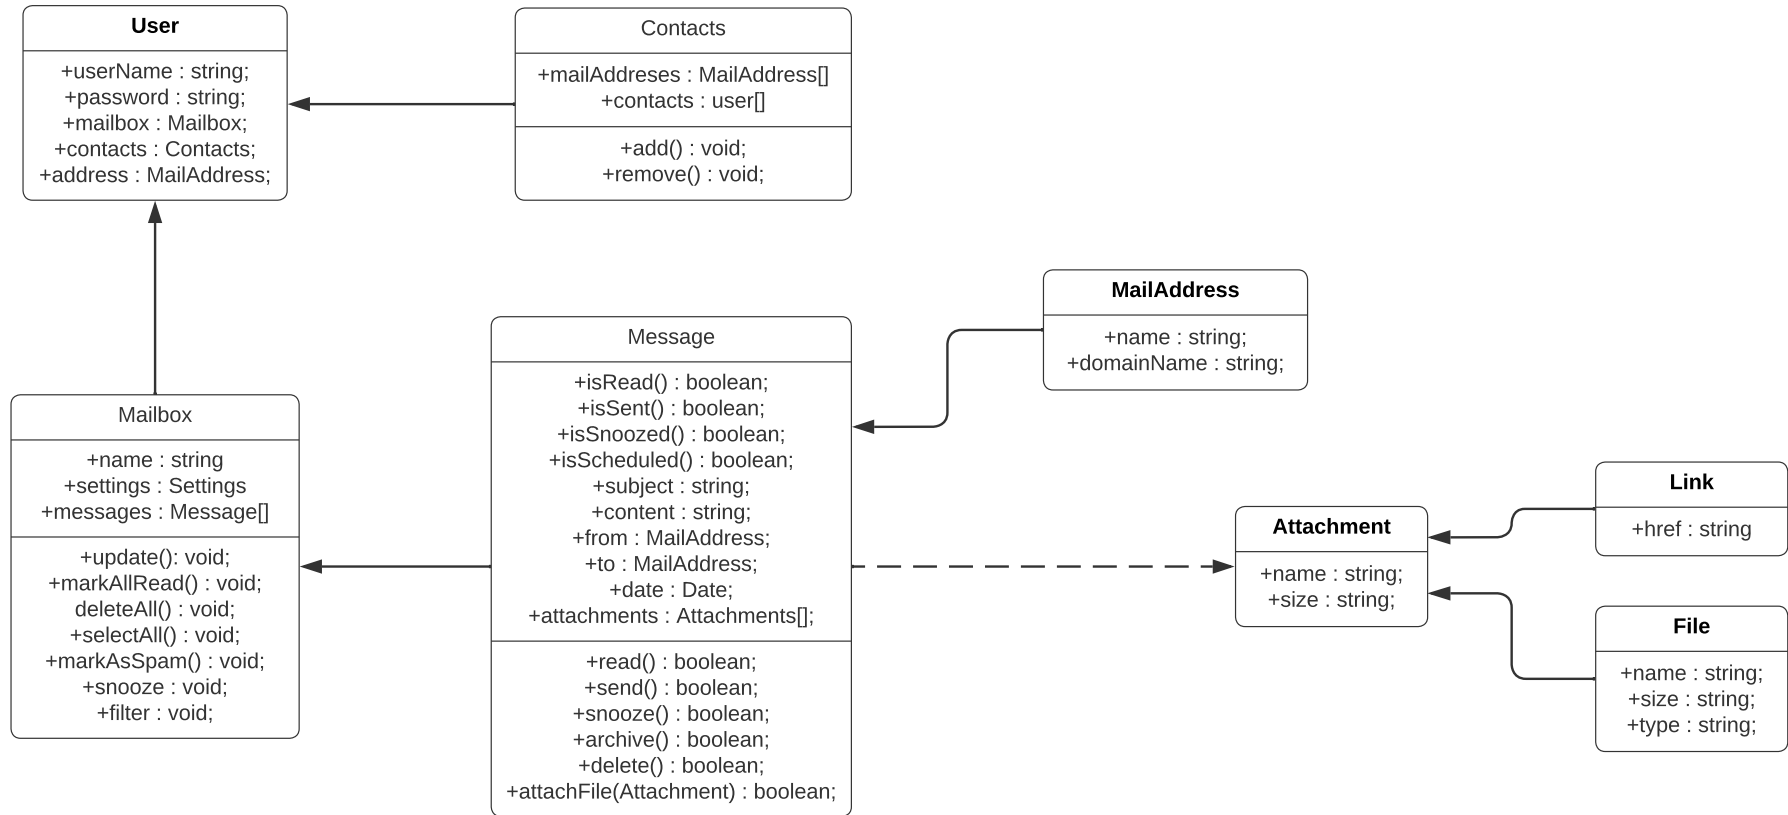 User
+userName : string;
+password : string;
+mailbox : Mailbox;
+contacts : Contacts;
+address : MailAddress;
Contacts
+mailAddreses : MailAddress[]
+contacts : user[]
+add() : void;
+remove() : void;
MailAddress
+name : string;
+domainName : string;
Message
+isRead() : boolean;
+isSent() : boolean;
+isSnoozed() : boolean;
+isScheduled() : boolean;
+subject : string;
+content : string;
+from : MailAddress;
+to : MailAddress;
+date : Date;
+attachments : Attachments[];
+read() : boolean;
+send() : boolean;
+snooze() : boolean;
+archive() : boolean;
+delete() : boolean;
+attachFile(Attachment) : boolean;
Mailbox
+name : string
+settings : Settings
+messages : Message[]
+update(): void;
+markAllRead() : void;
deleteAll() : void;
+selectAll() : void;
+markAsSpam() : void;
+snooze : void;
+filter : void;
Attachment
+name : string;
+size : string;
Link
+href : string
File
+name : string;
+size : string;
+type : string;